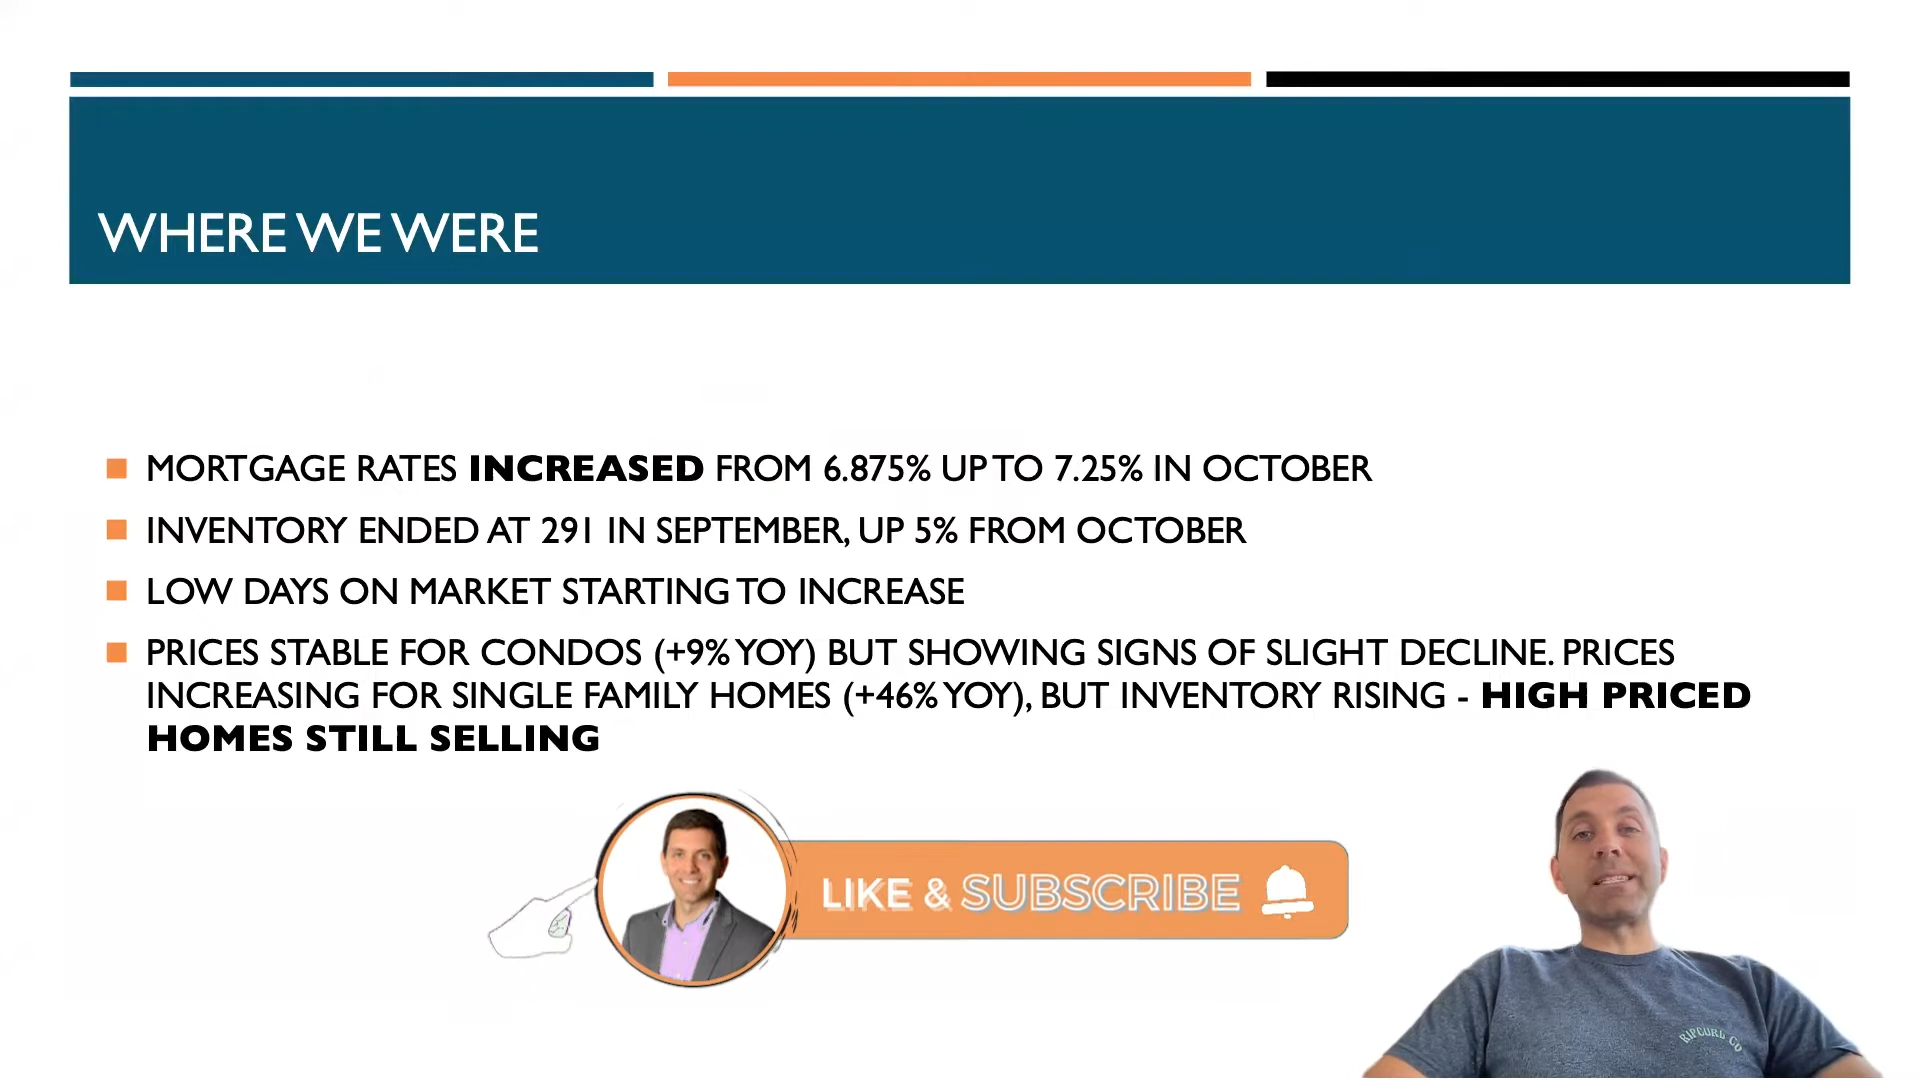 WHERE WE WERE
MORTGAGE RATES INCREASED FROM 6.875% UP TO 7.25% IN OCTOBER
INVENTORY ENDED AT 291 IN SEPTEMBER, UP 5% FROM OCTOBER
LOW DAYS ON MARKET STARTING TO INCREASE
PRICES STABLE FOR CONDOS (+9% YOY) BUT SHOWING SIGNS OF SLIGHT DECLINE. PRICES
INCREASING FOR SINGLE FAMILY HOMES (+46% YOY), BUT INVENTORY RISING - HIGH PRICED
HOMES STILL SELLING
LIKE & SUBSCRIBE
RIPCURL CO